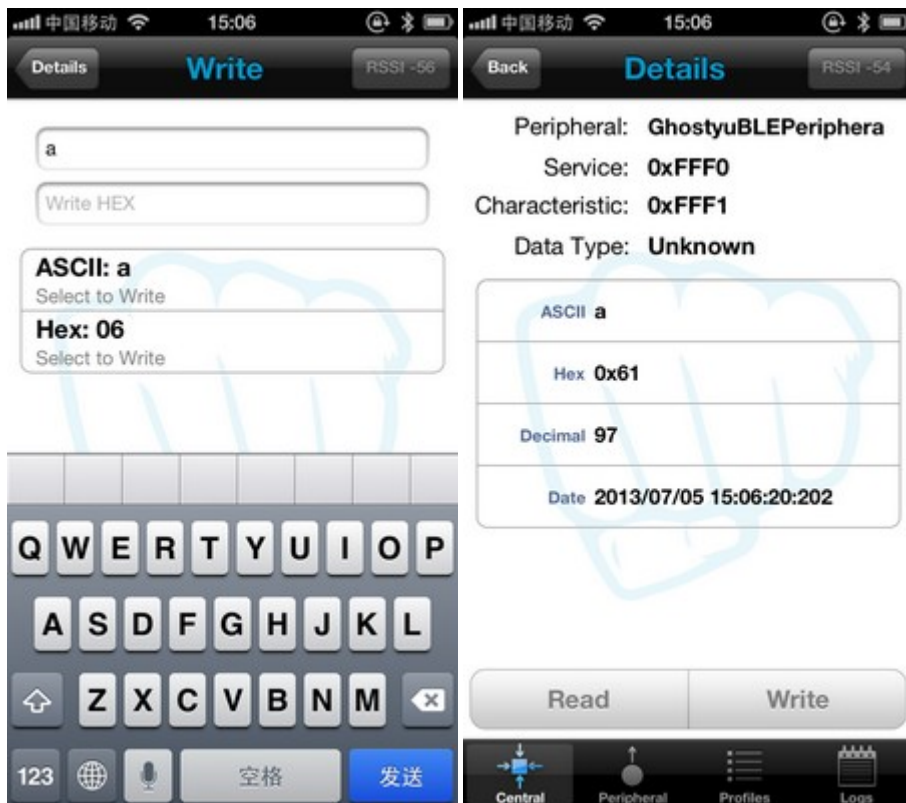 中国移动 15:06
Details Write RSSI -56
a
Write HEX
ASCII: a
Select to Write
Hex: 06
Select to Write
Q W E R T Y U I O P
A S D F G H J K L
Z X C V B N M
123 空格 发送
中国移动 15:06
Back Details RSSI -54
Peripheral: GhostyuBLEPeriphera
Service: 0xFFF0
Characteristic: 0xFFF1
Data Type: Unknown
ASCII a
Hex 0x61
Decimal 97
Date 2013/07/05 15:06:20:202
Read Write
Central Peripheral Profiles Logs